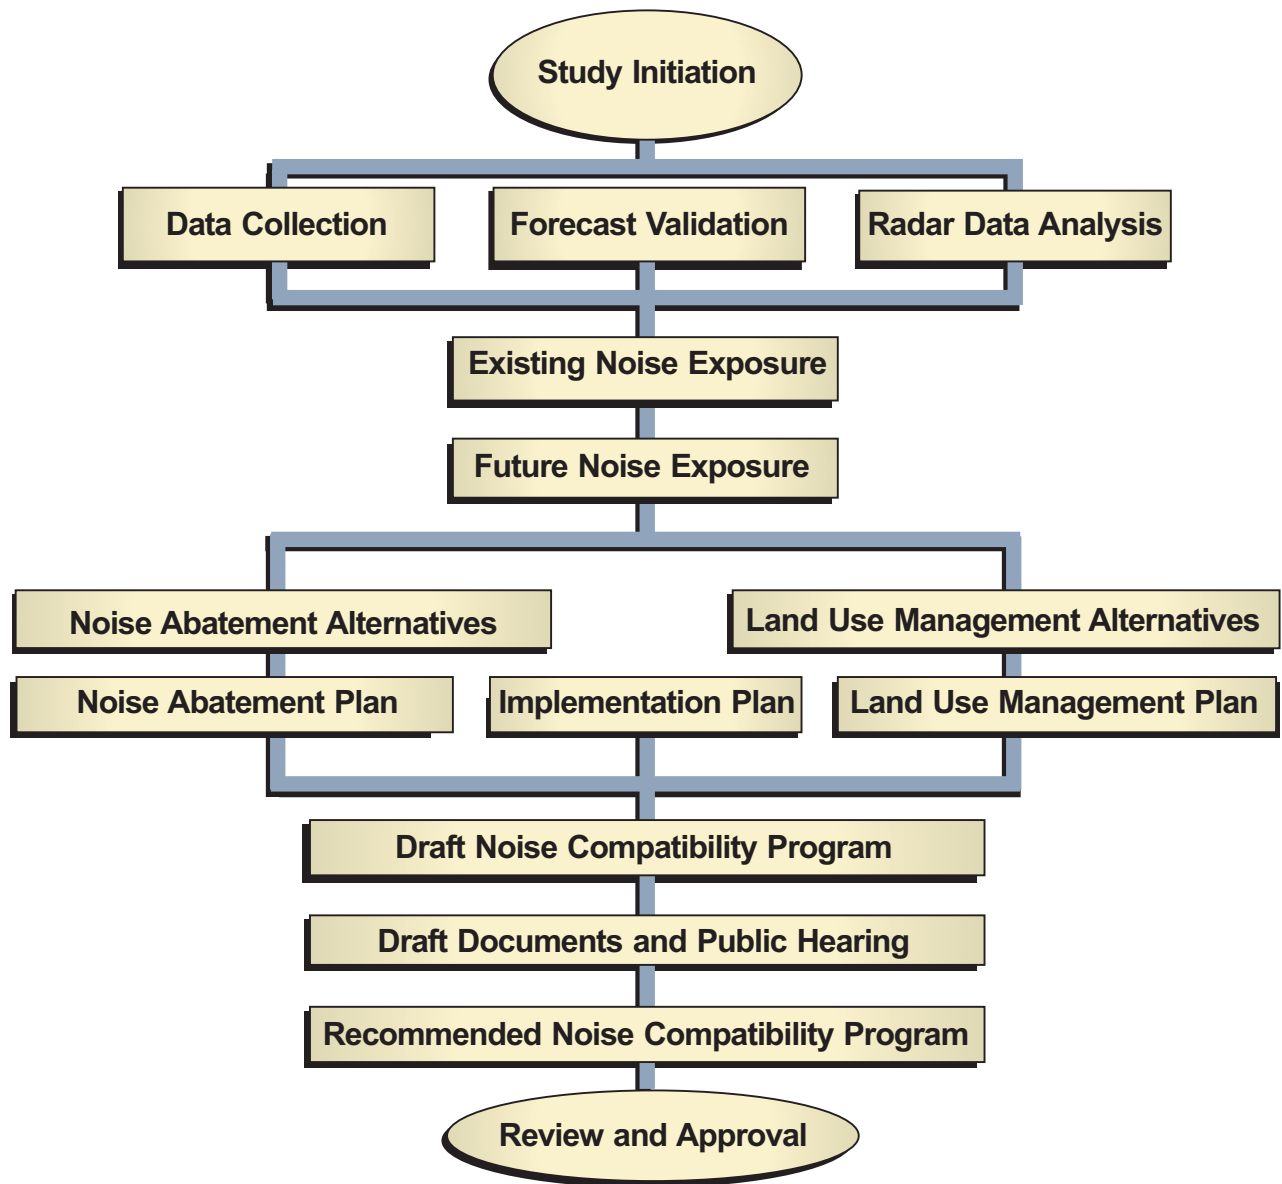 Study Initiation
Data Collection
Forecast Validation
Radar Data Analysis
Existing Noise Exposure
Future Noise Exposure
Noise Abatement Alternatives
Land Use Management Alternatives
Noise Abatement Plan
Implementation Plan
Land Use Management Plan
Draft Noise Compatibility Program
Draft Documents and Public Hearing
Recommended Noise Compatibility Program
Review and Approval